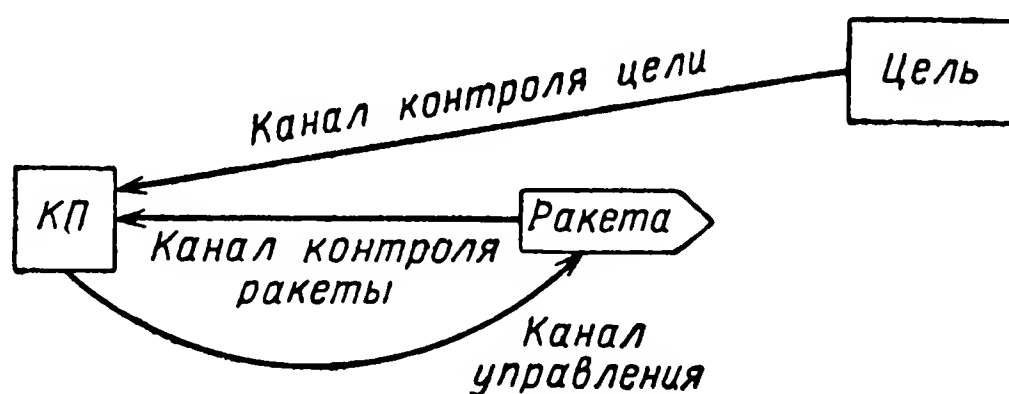 Цель
Канал контроля цели
КП
Ракета
Канал контроля
ракеты
Канал
управления